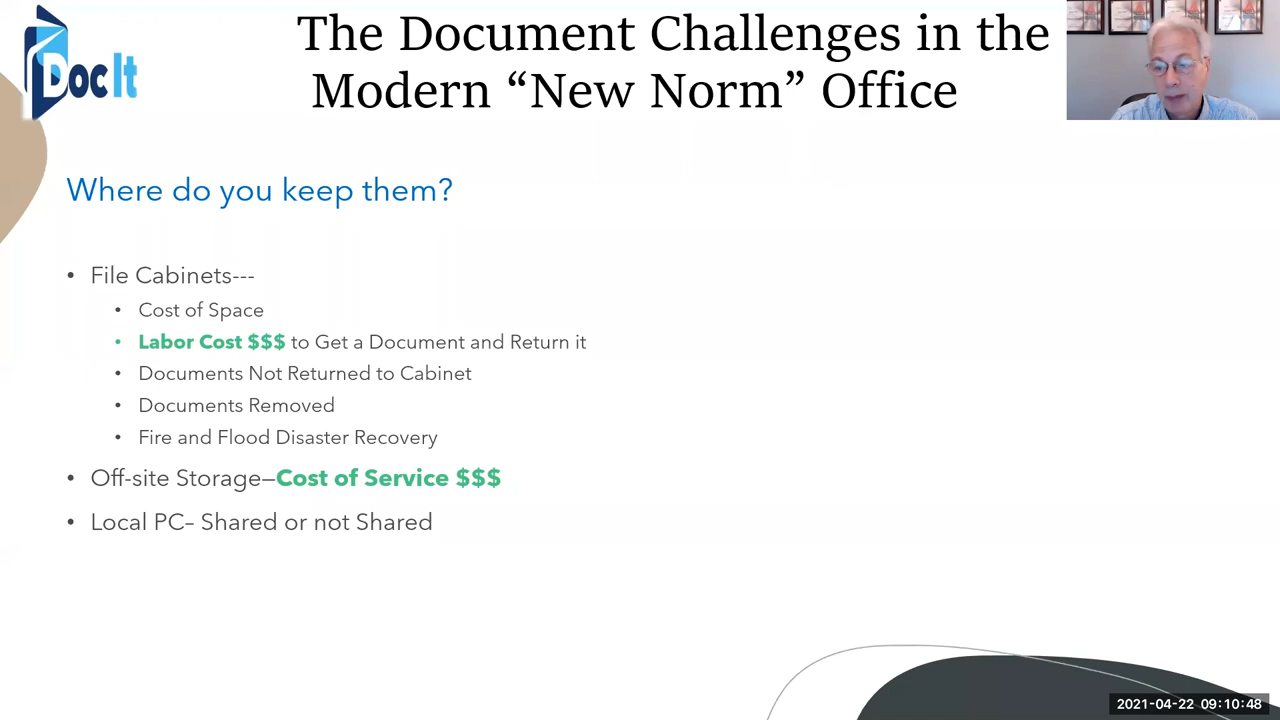 Doc It
The Document Challenges in the
Modern “New Norm” Office
Where do you keep them?
• File Cabinets---
• Cost of Space
• Labor Cost $$$ to Get a Document and Return it
• Documents Not Returned to Cabinet
• Documents Removed
• Fire and Flood Disaster Recovery
• Off-site Storage—Cost of Service $$$
• Local PC– Shared or not Shared
2021-04-22 09:10:48